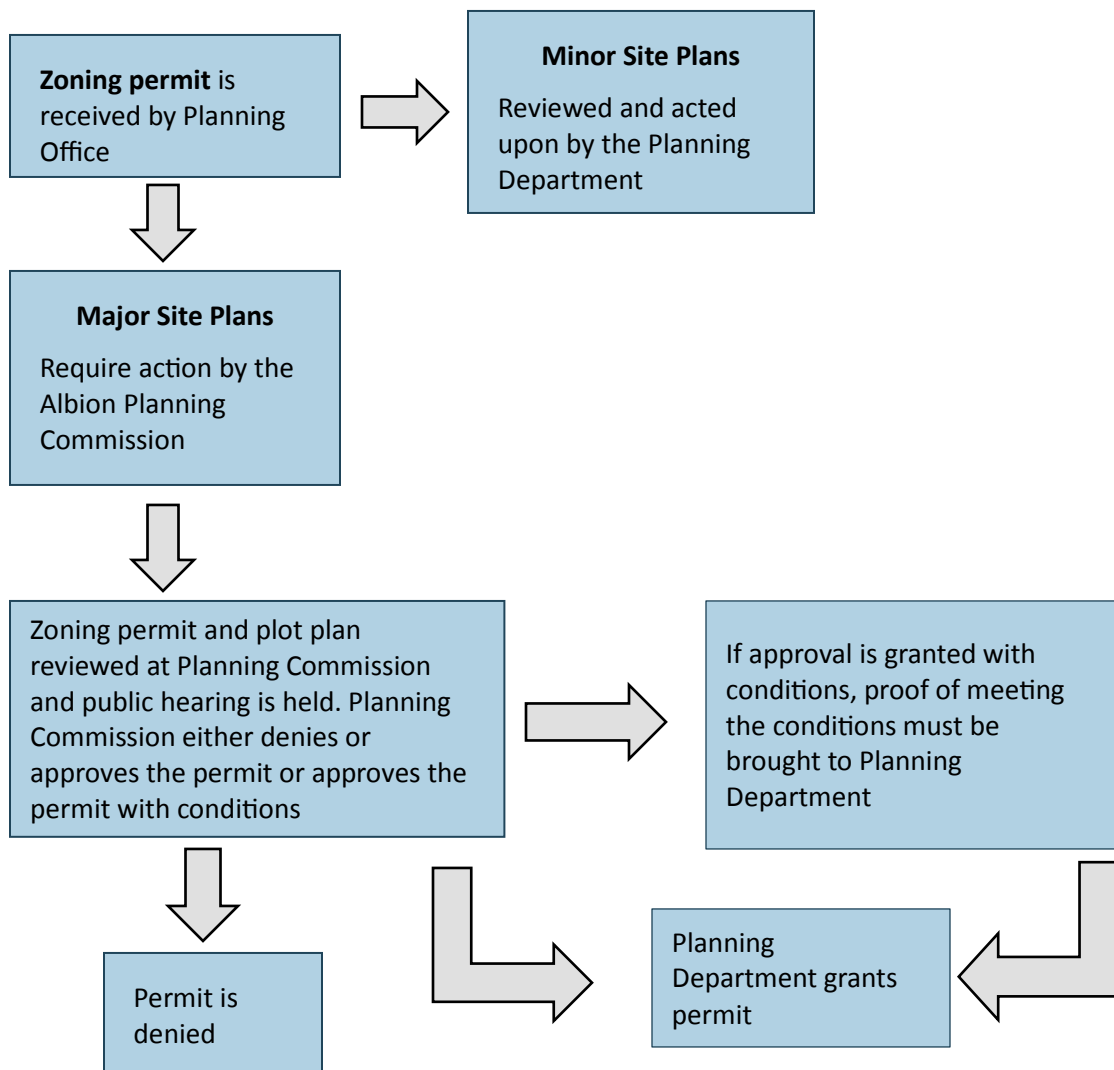 Zoning permit is
received by Planning
Office
Minor Site Plans
Reviewed and acted
upon by the Planning
Department
Major Site Plans
Require action by the
Albion Planning
Commission
Zoning permit and plot plan
reviewed at Planning Commission
and public hearing is held. Planning
Commission either denies or
approves the permit or approves the
permit with conditions
If approval is granted with
conditions, proof of meeting
the conditions must be
brought to Planning
Department
Permit is
denied
Planning
Department grants
permit